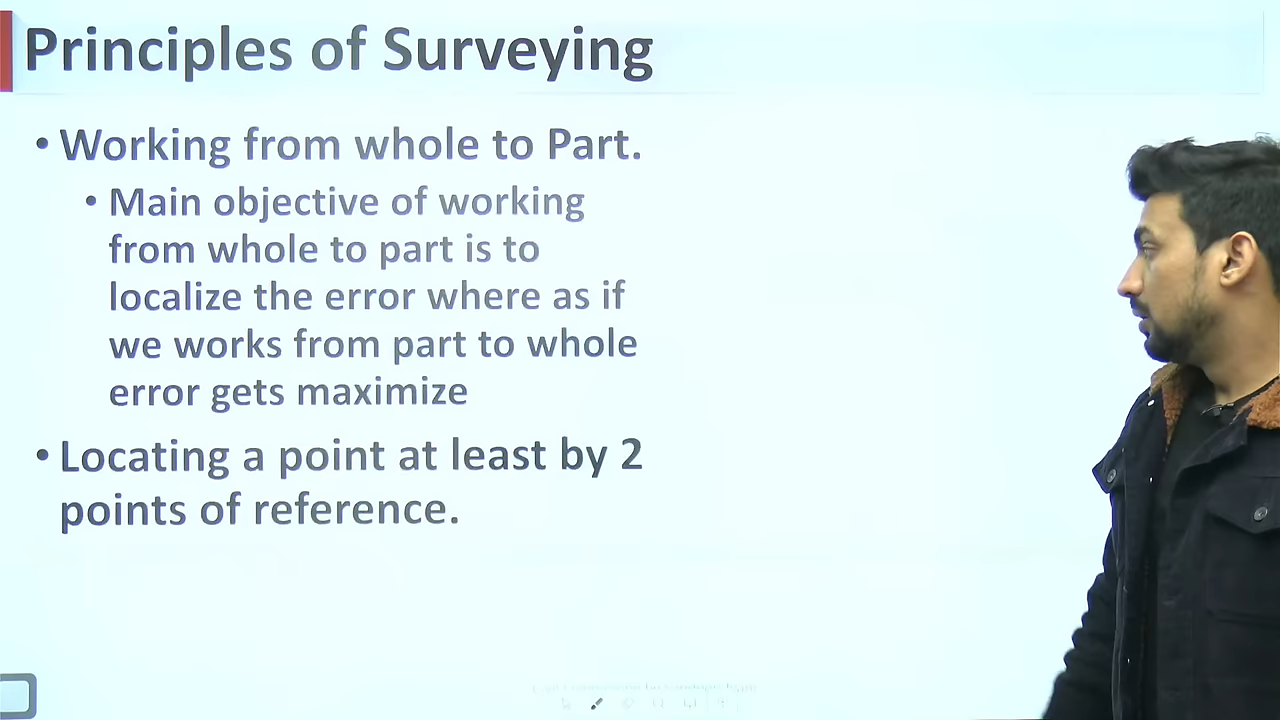 Principles of Surveying
• Working from whole to Part.
• Main objective of working
from whole to part is to
localize the error where as if
we works from part to whole
error gets maximize
• Locating a point at least by 2
points of reference.